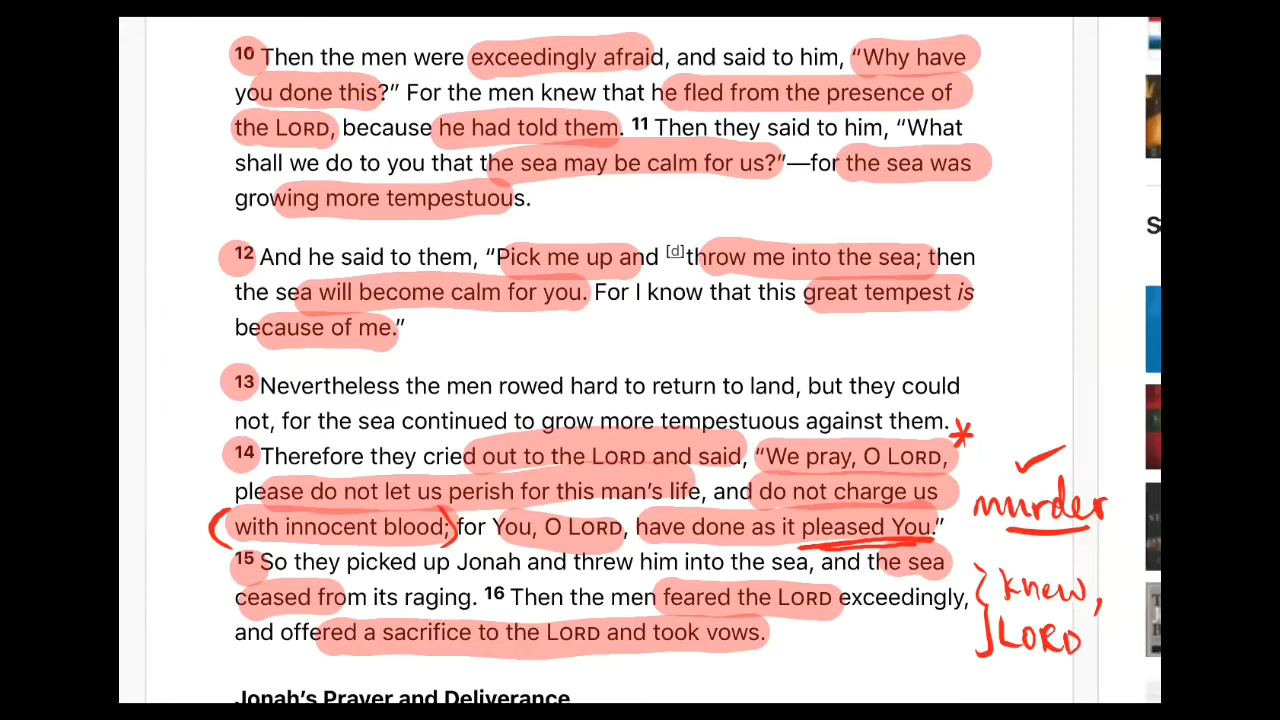 10 Then the men were exceedingly afraid, and said to him, “Why have
you done this?” For the men knew that he fled from the presence of
the LORD, because he had told them. 11 Then they said to him, “What
shall we do to you that the sea may be calm for us?”—for the sea was
growing more tempestuous.
12 And he said to them, “Pick me up and [d]throw me into the sea; then
the sea will become calm for you. For I know that this great tempest is
because of me.”
13 Nevertheless the men rowed hard to return to land, but they could
not, for the sea continued to grow more tempestuous against them. *
14 Therefore they cried out to the LORD and said, “We pray, O LORD,
please do not let us perish for this man’s life, and do not charge us
with innocent blood; for You, O LORD, have done as it pleased You.”
15 So they picked up Jonah and threw him into the sea, and the sea
ceased from its raging. 16 Then the men feared the LORD exceedingly,
and offered a sacrifice to the LORD and took vows.
Jonah’s Prayer and Deliverance
murder
knew,
LORD
S